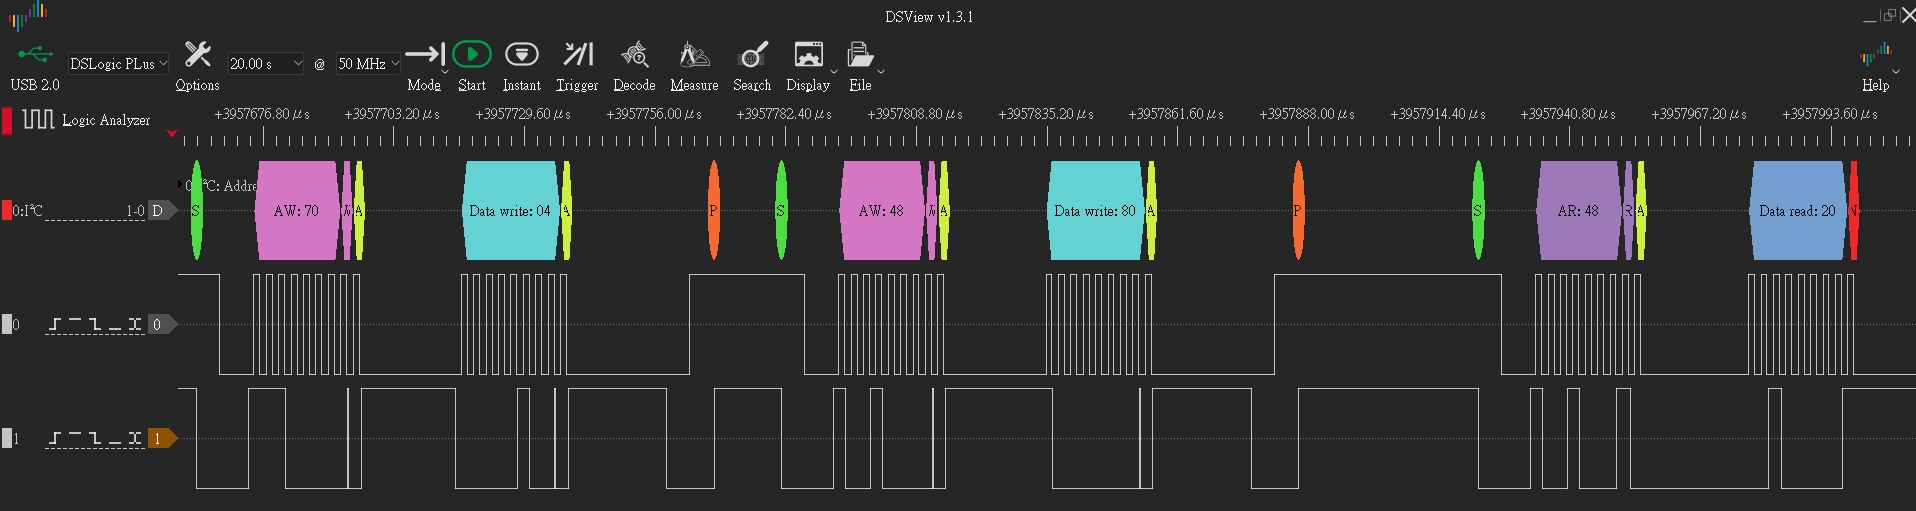 DSView v1.3.1
USB 2.0
DSLogic PLus
Options
20.00 s @ 50 MHz
Mode
Start
Instant
Trigger
Decode
Measure
Search
Display
File
Help
Logic Analyzer
+3957676.80 μs +3957703.20 μs +3957729.60 μs +3957756.00 μs +3957782.40 μs +3957808.80 μs +3957835.20 μs +3957861.60 μs +3957888.00 μs +3957914.40 μs +3957940.80 μs +3957967.20 μs +3957993.60 μs
0:I²C 1-0 D
S AW: 70 A Data write: 04 A P S AW: 48 A Data write: 80 A P S AR: 48 R A Data read: 20 N
0 0
1 1